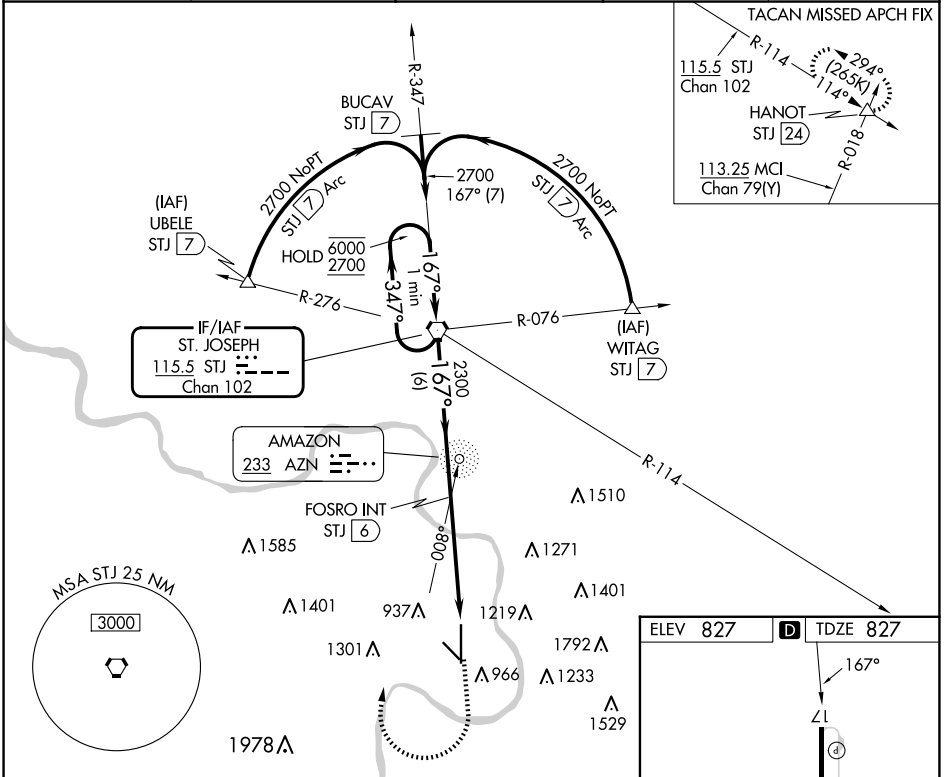 TACAN MISSED APCH FIX
R-114
115.5 STJ
Chan 102
294°
(265K)
114°
HANOT
STJ 24
R-018
113.25 MCI
Chan 79(Y)
R-347
BUCAV
STJ 7
2700 NoPT
STJ 7 Arc
2700
167° (7)
2700 NoPT
STJ 7 Arc
(IAF)
UBELE
STJ 7
HOLD 6000
2700
167°
1 min
347°
R-276
R-076
(IAF)
WITAG
STJ 7
IF/IAF
ST. JOSEPH
115.5 STJ
Chan 102
2300
167°
(6)
AMAZON
233 AZN
R-114
FOSRO INT
STJ 6
008°
1510
1585
1271
1401
937
1219
1401
1301
1792
966
1233
1529
1978
MSA STJ 25 NM
3000
ELEV 827 D TDZE 827
167°
17
P